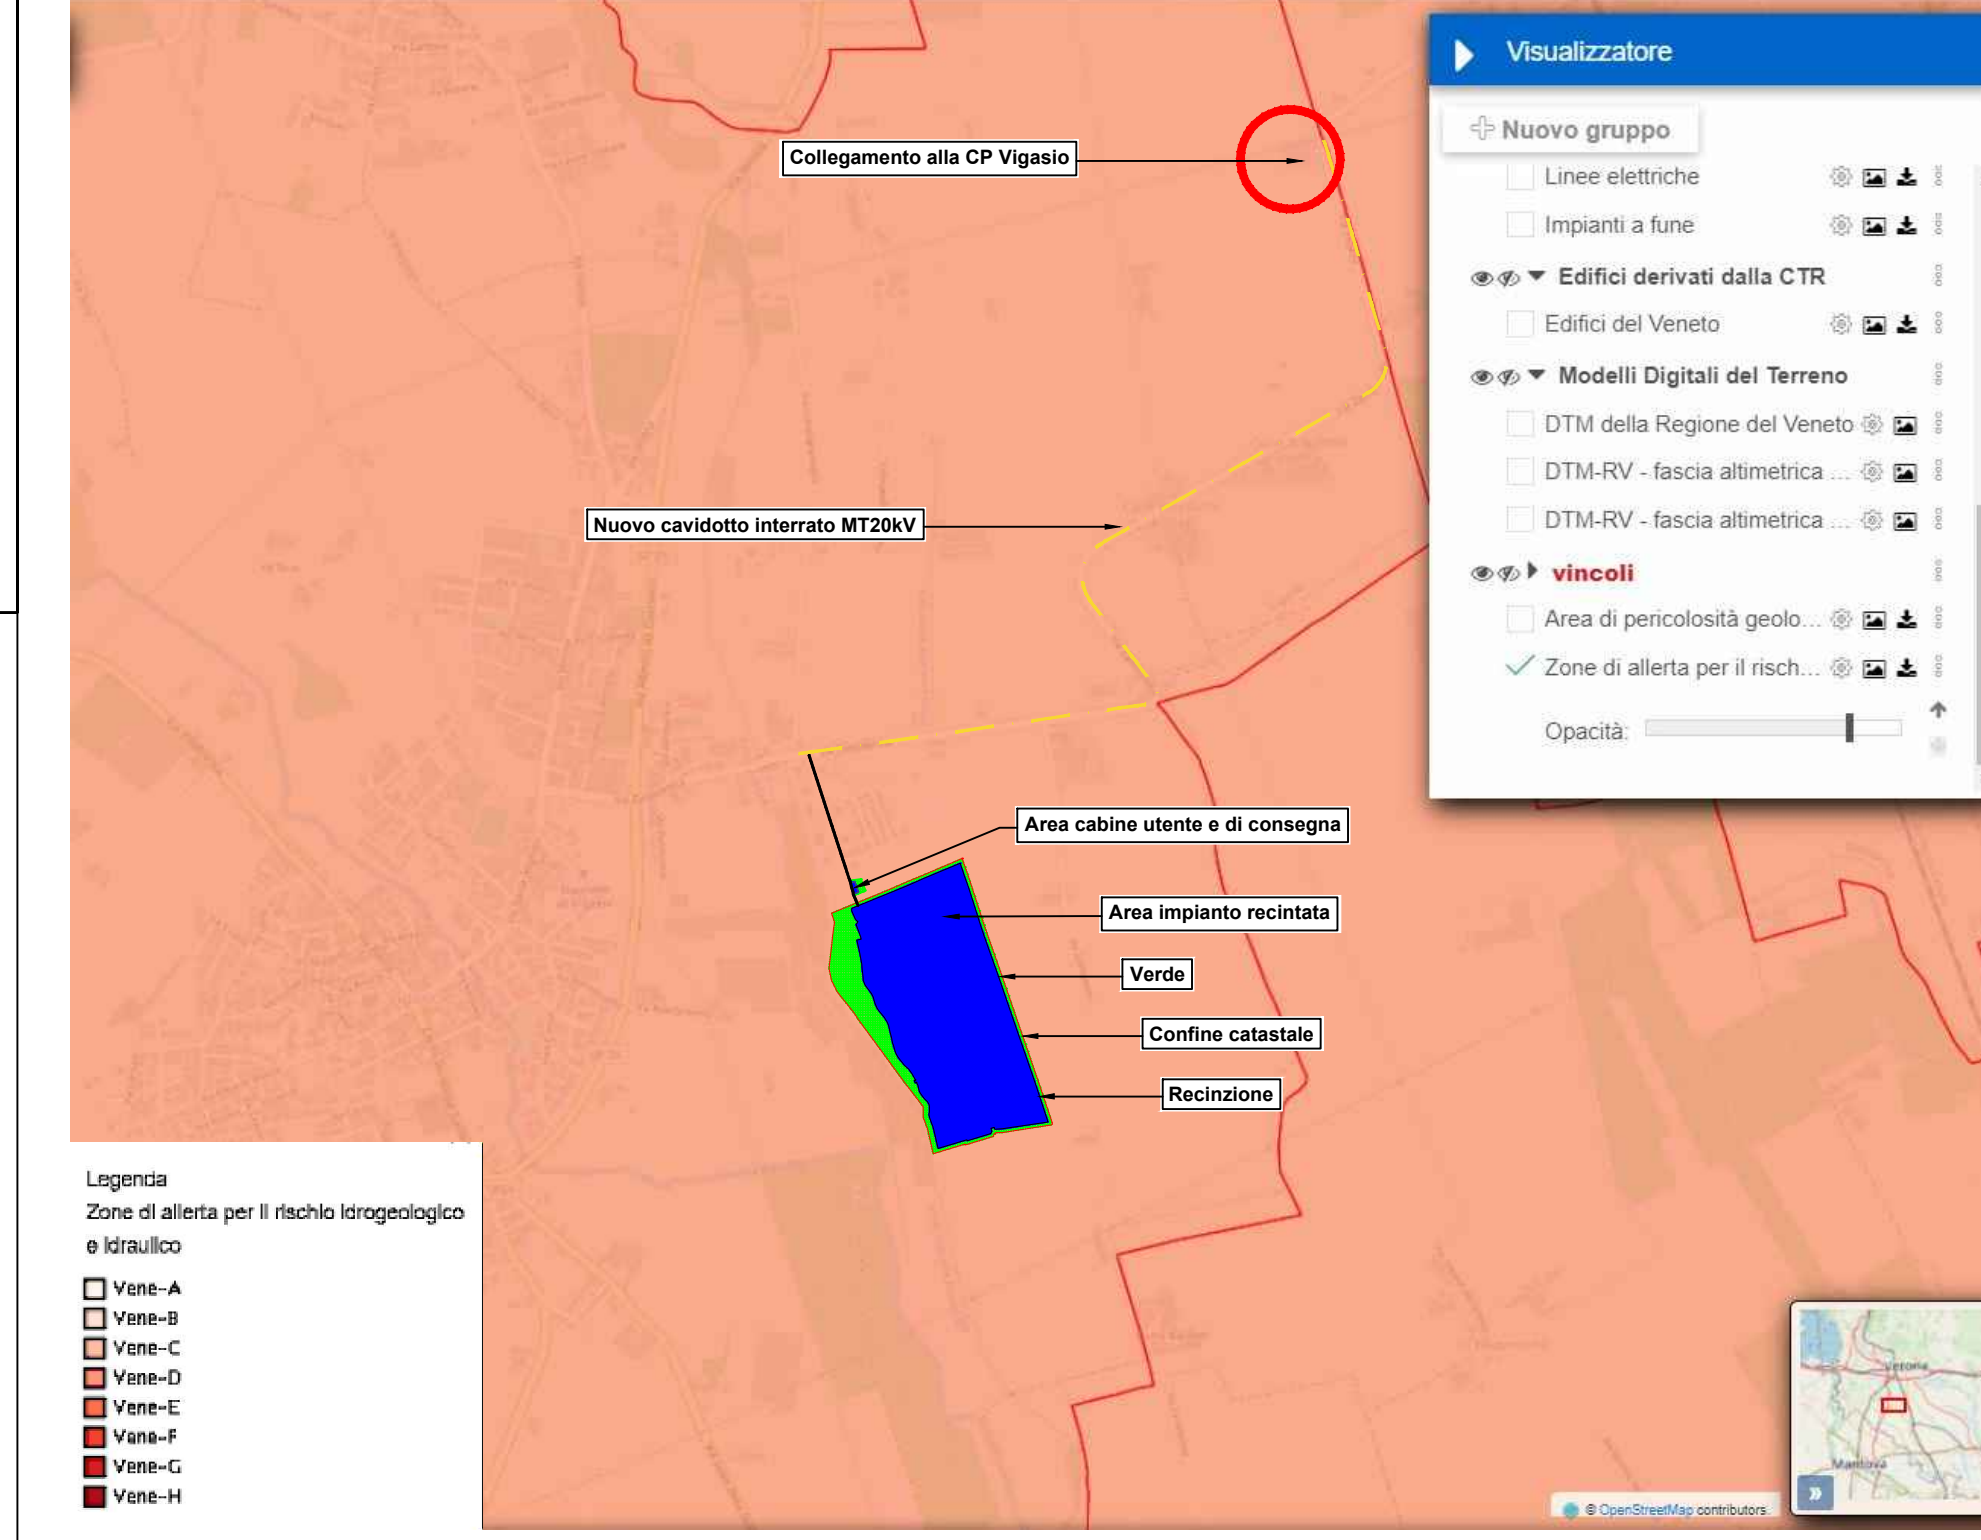 Visualizzatore
Nuovo gruppo
Linee elettriche
Impianti a fune
Edifici derivati dalla CTR
Edifici del Veneto
Modelli Digitali del Terreno
DTM della Regione del Veneto
DTM-RV - fascia altimetrica ...
DTM-RV - fascia altimetrica ...
vincoli
Area di pericolosità geolo...
Zone di allerta per il risch...
Opacità:
Collegamento alla CP Vigasio
Nuovo cavidotto interrato MT20kV
Area cabine utente e di consegna
Area impianto recintata
Verde
Confine catastale
Recinzione
Legenda
Zone di allerta per il rischio idrogeologico
e idraulico
Vene-A
Vene-B
Vene-C
Vene-D
Vene-E
Vene-F
Vene-G
Vene-H
Verona
Mantova
»
© OpenStreetMap contributors.